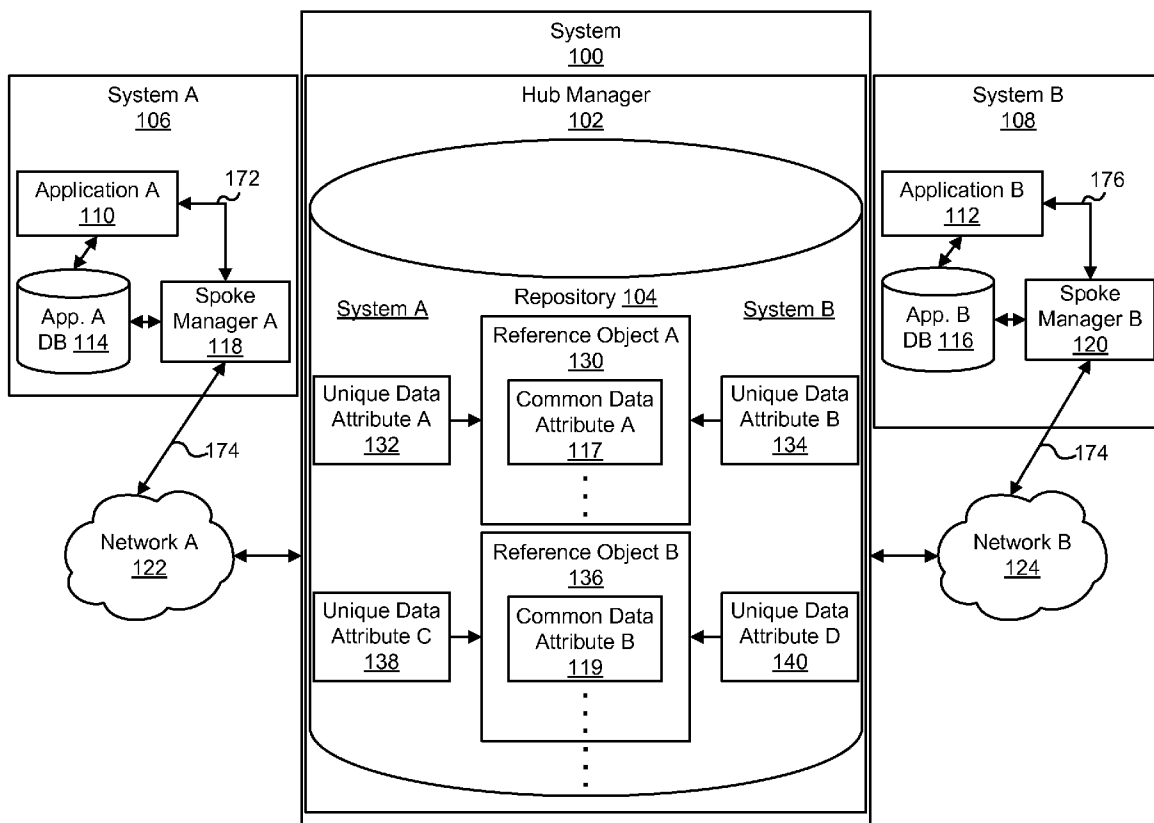 System
100
System A
106
Application A
110
172
App. A
DB 114
Spoke
Manager A
118
174
Network A
122
Hub Manager
102
Repository 104
System A
System B
Reference Object A
130
Common Data
Attribute A
117
Unique Data
Attribute A
132
Unique Data
Attribute B
134
Reference Object B
136
Common Data
Attribute B
119
Unique Data
Attribute C
138
Unique Data
Attribute D
140
System B
108
Application B
112
176
App. B
DB 116
Spoke
Manager B
120
174
Network B
124